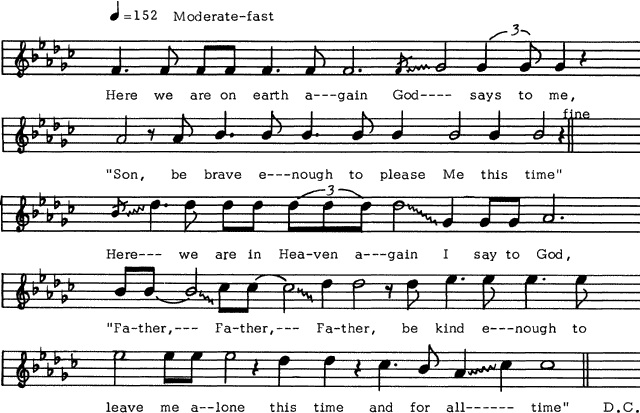 ♩.=152 Moderate-fast
3
Here we are on earth a---gain God---- says to me,
fine
"Son, be brave e---nough to please Me this time"
3
Here--- we are in Hea-ven a---gain I say to God,
"Fa-ther,--- Fa-ther,--- Fa-ther, be kind e---nough to
leave me a--lone this time and for all------ time" D.C.